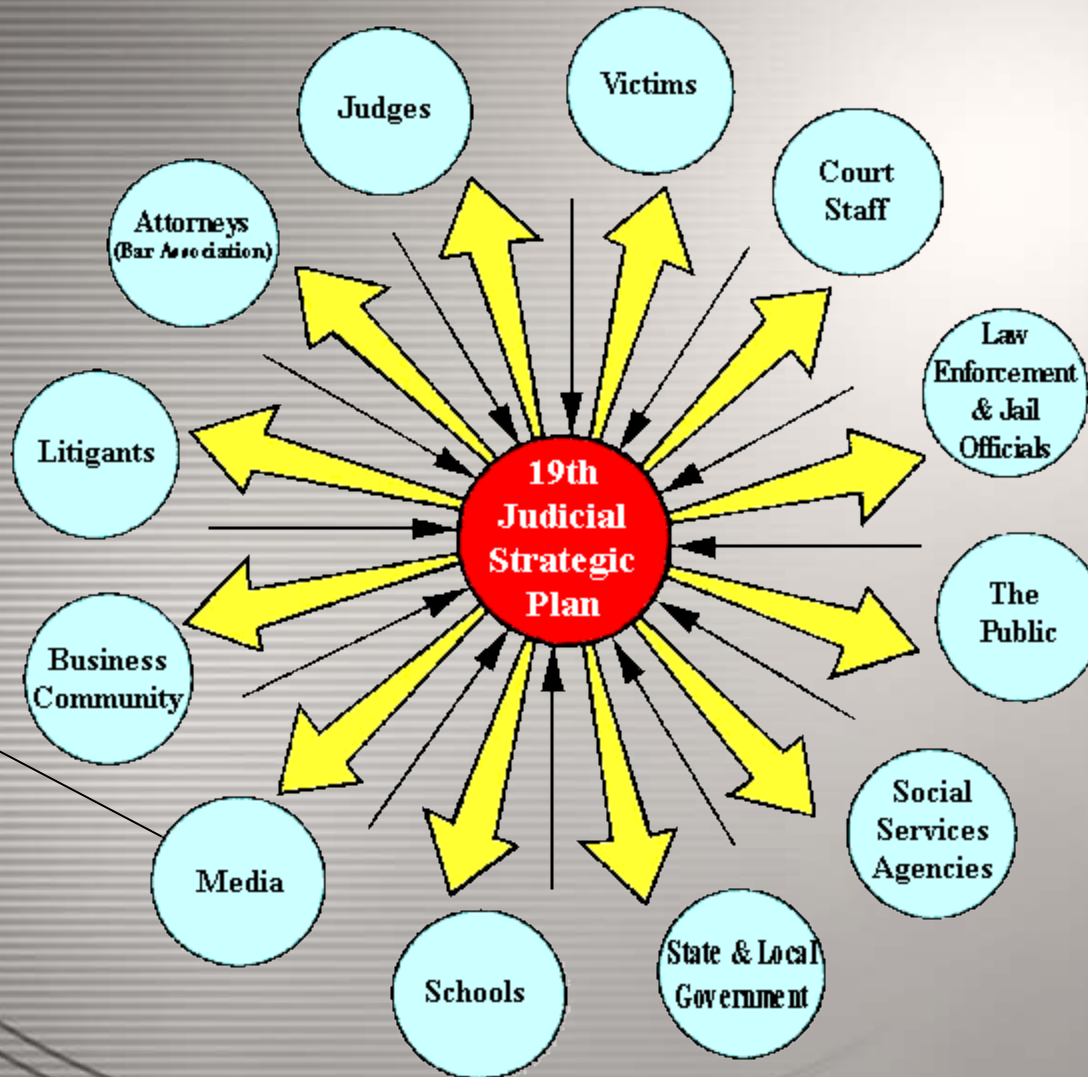 Judges
Victims
Court
Staff
Attorneys
(Bar Association)
Law
Enforcement
& Jail
Officials
Litigants
19th
Judicial
Strategic
Plan
The
Public
Business
Community
Social
Services
Agencies
Media
State & Local
Government
Schools